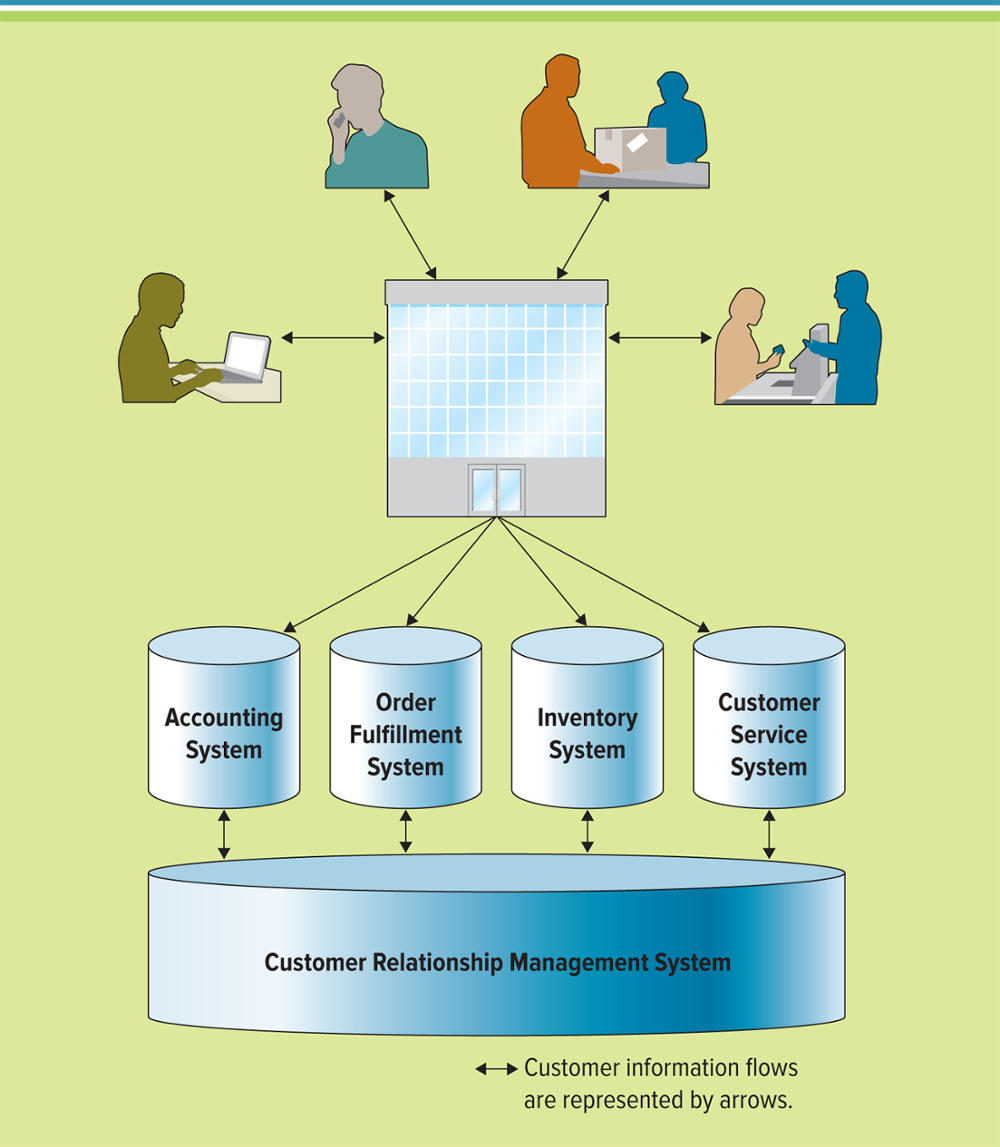 Accounting
System
Order
Fulfillment
System
Inventory
System
Customer
Service
System
Customer Relationship Management System
Customer information flows
are represented by arrows.